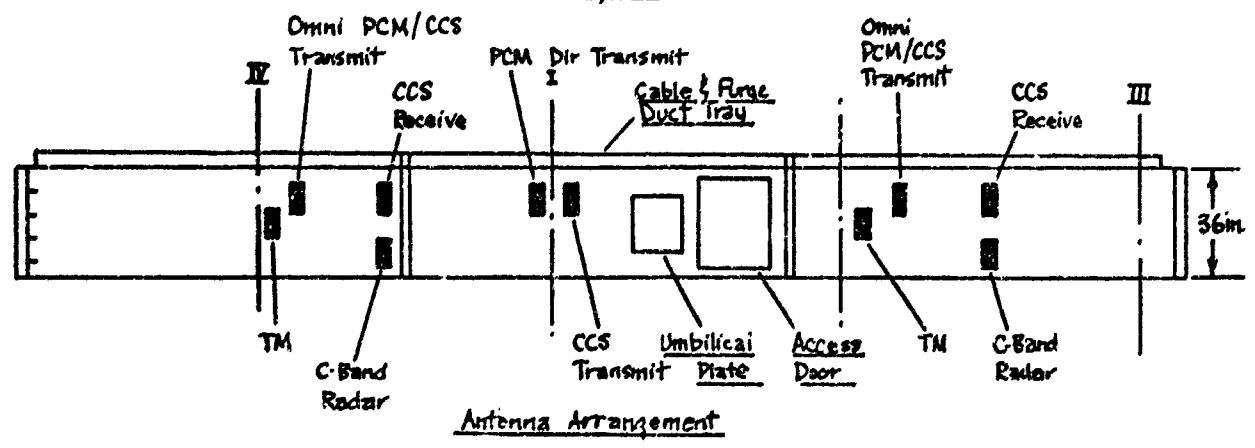 Omni PCM/CCS
Transmit
IV
CCS
Receive
PCM Dir Transmit
I
Cable & Purge
Duct Tray
Omni
PCM/CCS
Transmit
CCS
Receive
III
36in.
TM
C-Band
Radar
CCS
Transmit
Umbilical
Plate
Access
Door
TM
C-Band
Radar
Antenna Arrangement